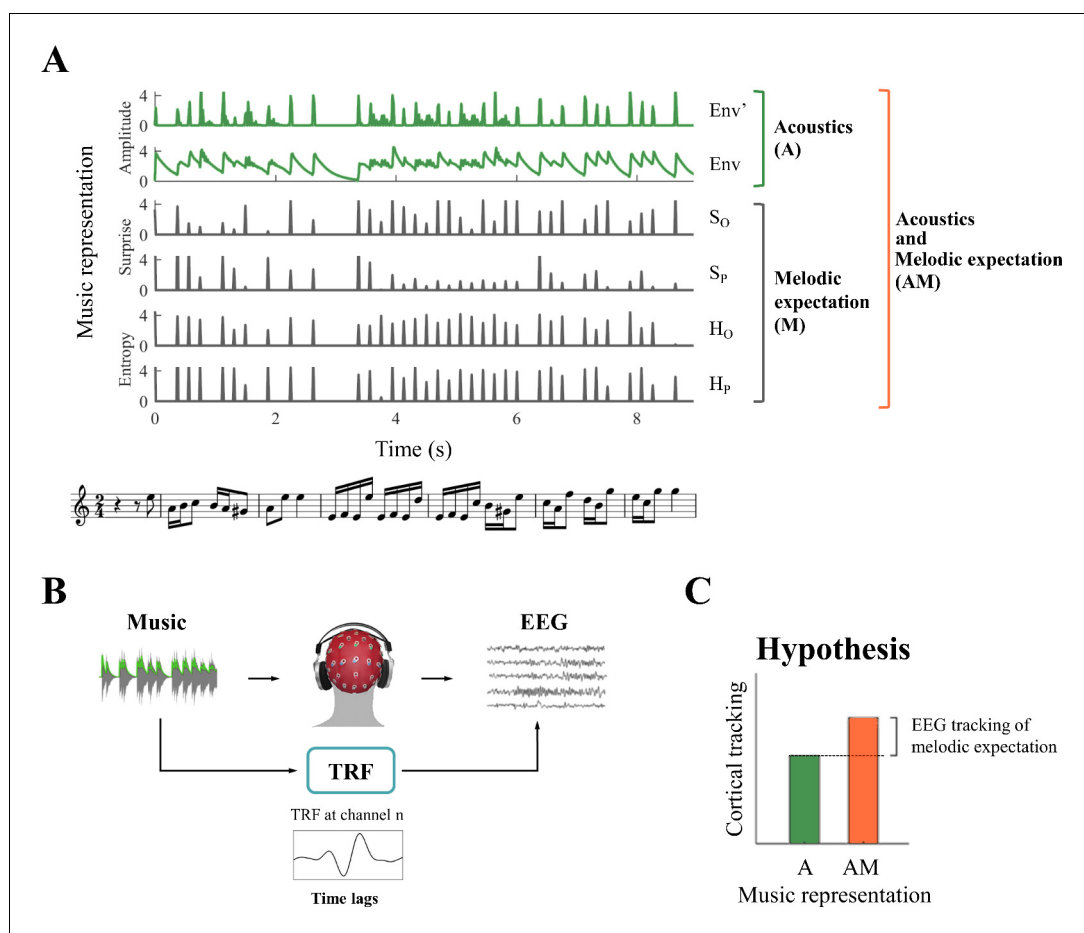 A
Music representation
Amplitude
4
0
Env’
4
0
Env
Acoustics
(A)
Surprise
4
0
S_O
4
0
S_P
Entropy
4
0
H_O
4
0
H_P
Melodic
expectation
(M)
Acoustics
and
Melodic expectation
(AM)
0 2 4 6 8
Time (s)
2
4
B
Music
EEG
TRF
TRF at channel n
Time lags
C
Hypothesis
Cortical tracking
EEG tracking of
melodic expectation
A AM
Music representation